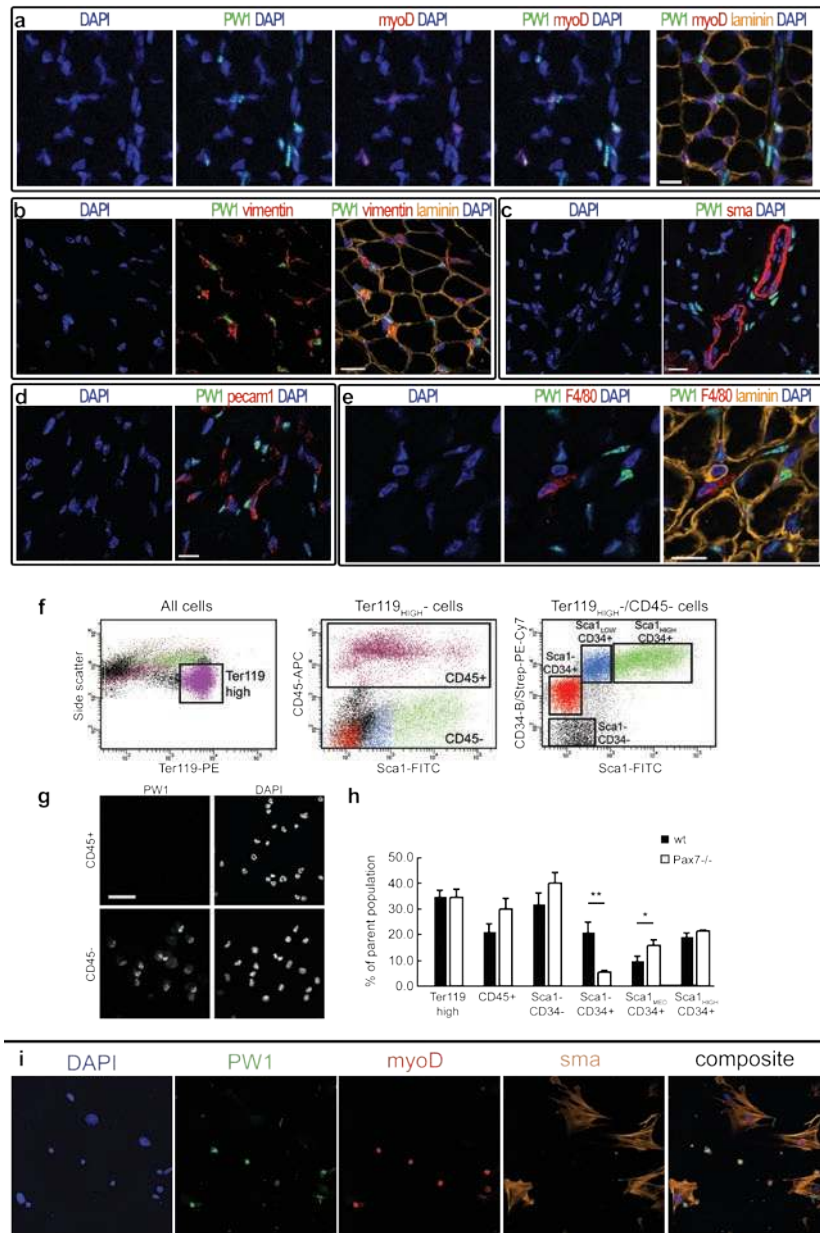 a DAPI PW1 DAPI myoD DAPI PW1 myoD DAPI PW1 myoD laminin
b DAPI PW1 vimentin PW1 vimentin laminin DAPI
c DAPI PW1 sma DAPI
d DAPI PW1 pecam1 DAPI
e DAPI PW1 F4/80 DAPI PW1 F4/80 laminin
f
All cells
Side scatter
Ter119
high
Ter119-PE
Ter119HIGH- cells
CD45-APC
CD45+
CD45-
Sca1-FITC
Ter119HIGH-/CD45- cells
CD34-B/Strep-PE-Cy7
Sca1LOW
CD34+
Sca1HIGH
CD34+
Sca1-
CD34+
Sca1-
CD34-
Sca1-FITC
g
PW1 DAPI
CD45+
CD45-
h
wt
Pax7-/-
% of parent population
50.0
40.0
30.0
20.0
10.0
0.0
**
*
Ter119 CD45+ Sca1- Sca1- Sca1MED Sca1HIGH
high CD34- CD34+ CD34+ CD34+
i DAPI PW1 myoD sma composite